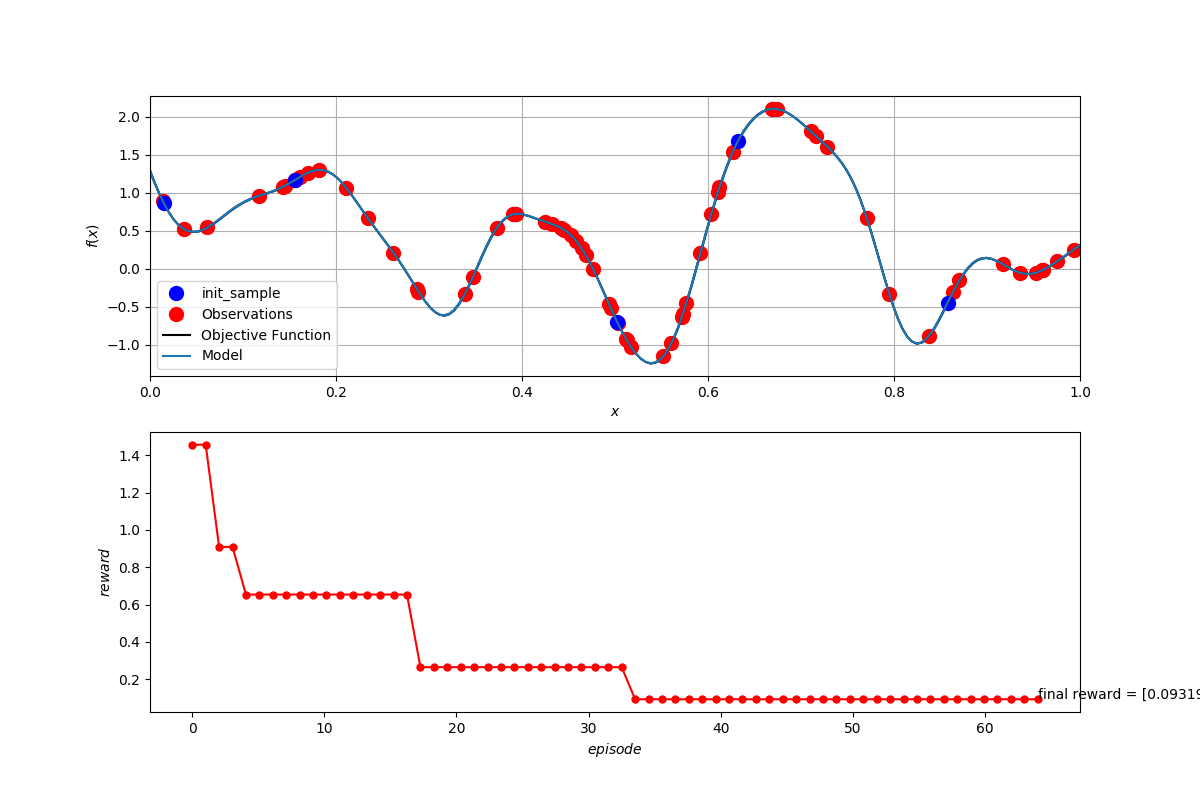 2.0
1.5
1.0
0.5
0.0
−0.5
−1.0
f(x)
init_sample
Observations
Objective Function
Model
0.0 0.2 0.4 0.6 0.8 1.0
x
1.4
1.2
1.0
0.8
0.6
0.4
0.2
reward
final reward = [0.09319
0 10 20 30 40 50 60
episode